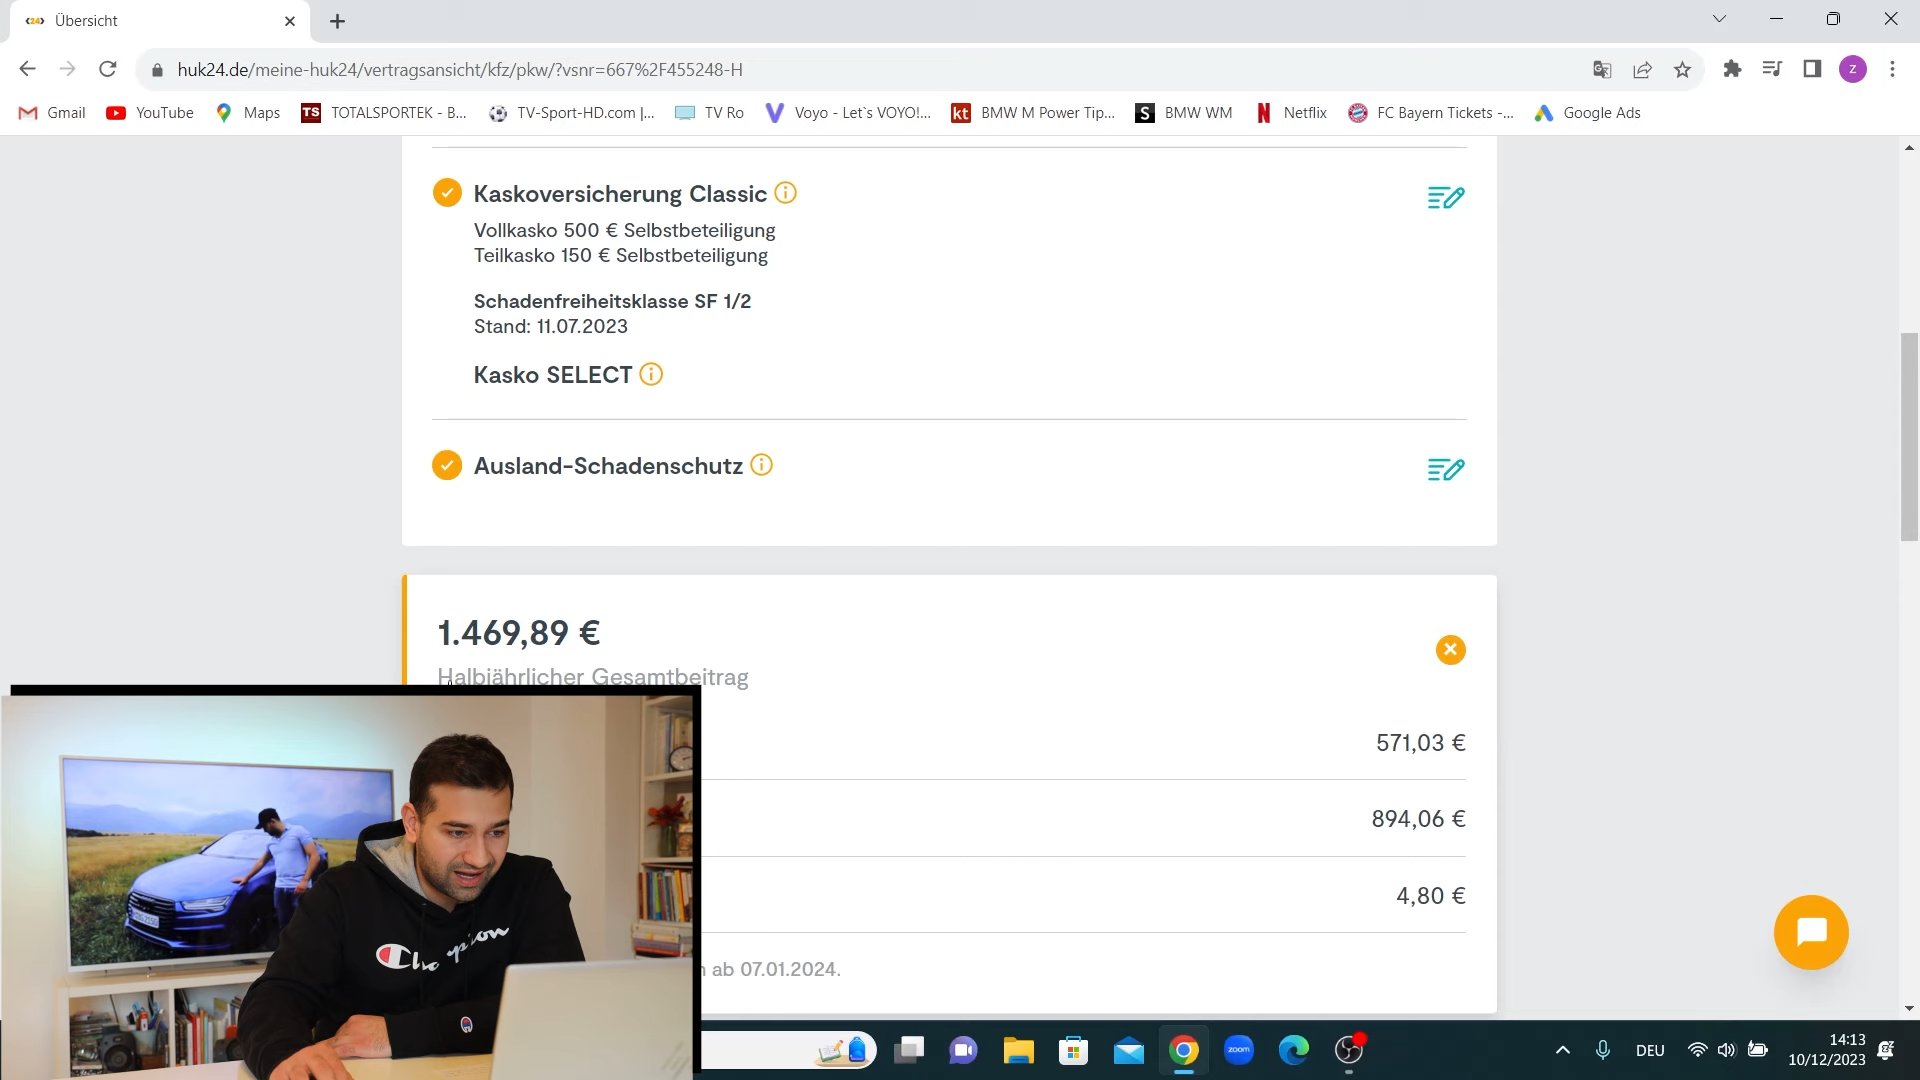 Übersicht
huk24.de/meine-huk24/vertragsansicht/kfz/pkw/?vsnr=667%2F455248-H
Gmail YouTube Maps TOTALSPORTEK - B... TV-Sport-HD.com |... TV Ro Voyo - Let`s VOYO!... BMW M Power Tip... BMW WM Netflix FC Bayern Tickets -... Google Ads
Kaskoversicherung Classic
Vollkasko 500 € Selbstbeteiligung
Teilkasko 150 € Selbstbeteiligung
Schadenfreiheitsklasse SF 1/2
Stand: 11.07.2023
Kasko SELECT
Ausland-Schadenschutz
1.469,89 €
Halbjährlicher Gesamtbeitrag
571,03 €
894,06 €
4,80 €
ab 07.01.2024.
Champion
zoom
DEU
14:13
10/12/2023